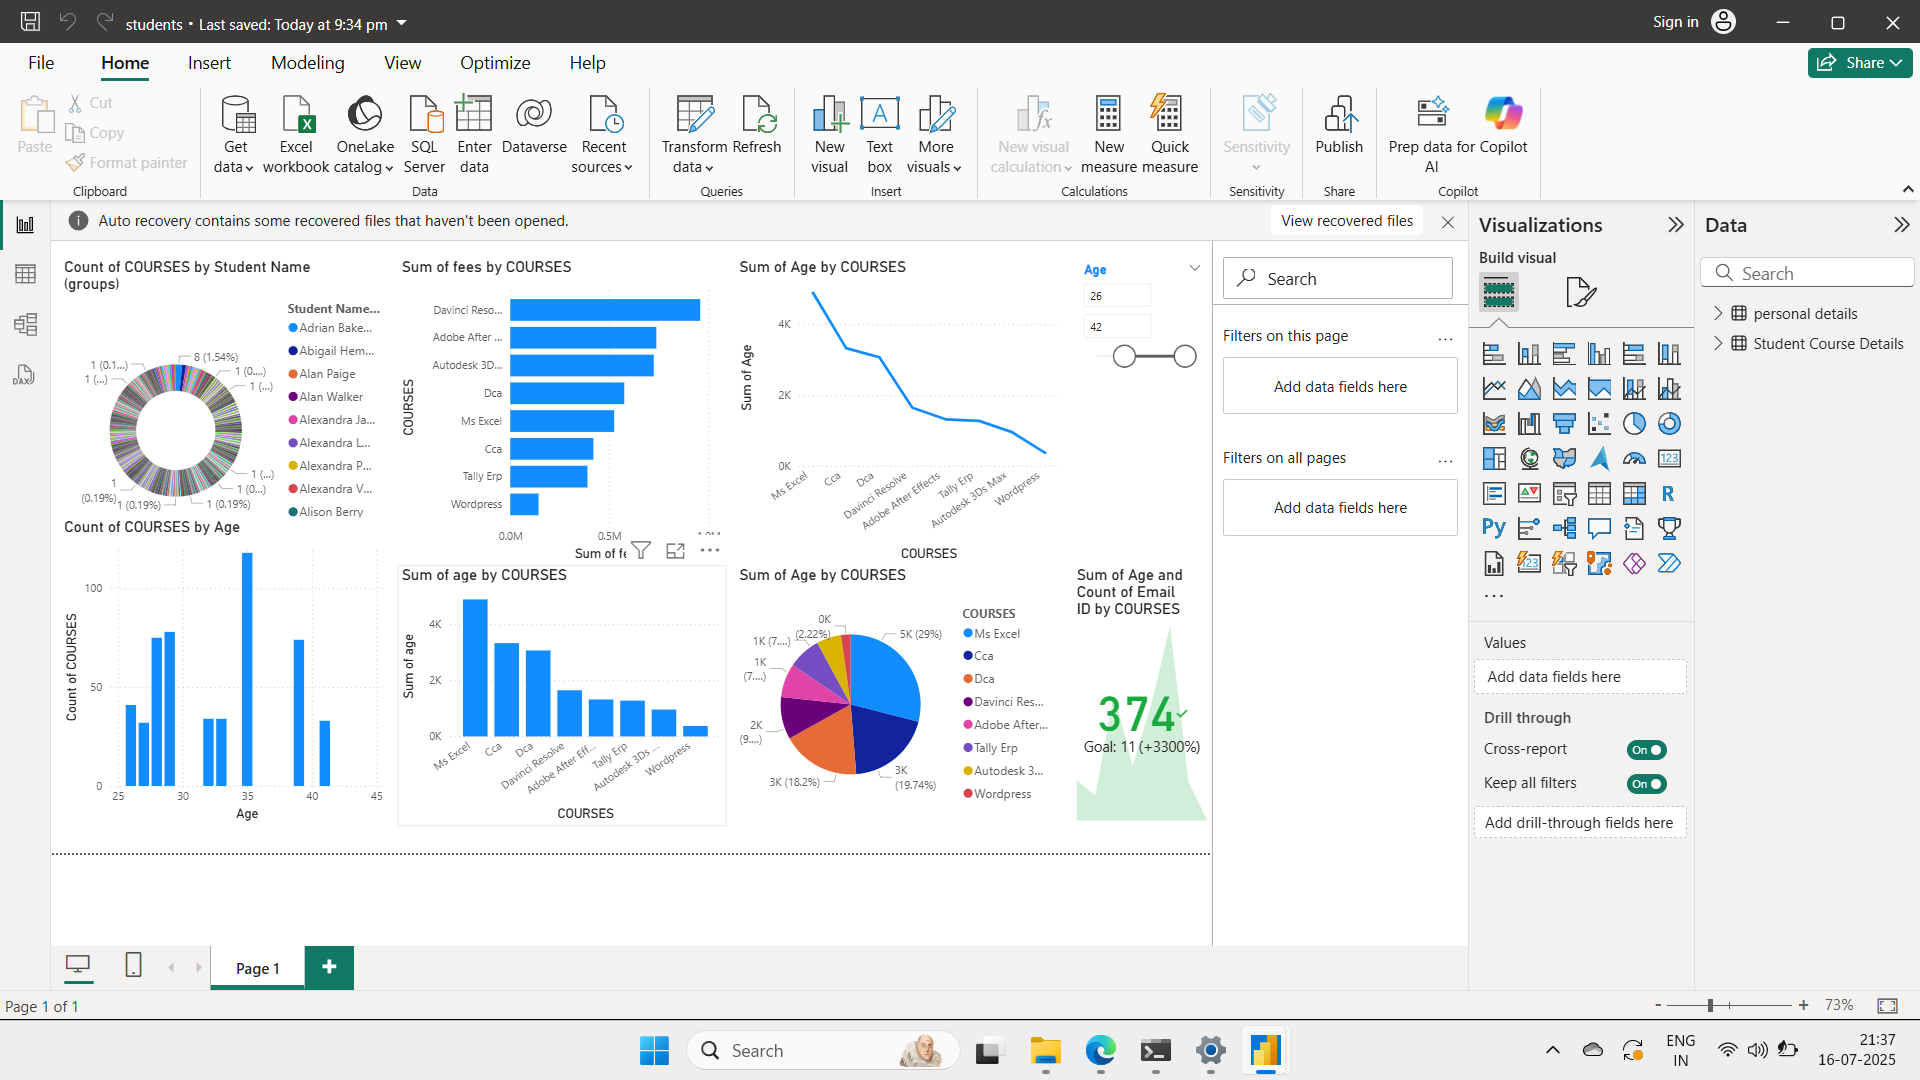 students • Last saved: Today at 9:34 pm
Sign in
File Home Insert Modeling View Optimize Help
Share
Paste
Cut
Copy
Format painter
Clipboard
Get data
Excel workbook
OneLake catalog
SQL Server
Enter data
Dataverse
Recent sources
Data
Transform data
Refresh
Queries
New visual
Text box
More visuals
Insert
New visual calculation
New measure
Quick measure
Calculations
Sensitivity
Sensitivity
Publish
Share
Prep data for AI
Copilot
Copilot
Auto recovery contains some recovered files that haven't been opened.
View recovered files
Count of COURSES by Student Name
(groups)
Student Name...
Adrian Bake...
Abigail Hem...
Alan Paige
Alan Walker
Alexandra Ja...
Alexandra L...
Alexandra P...
Alexandra V...
Alison Berry
8 (1.54%)
1 (0....)
1 (...)
1 (...)
1 (0...)
1 (0.19%)
1 (0.19%)
1
(0.19%)
1 (...)
1 (0.1...)
Sum of fees by COURSES
COURSES
Davinci Reso...
Adobe After ...
Autodesk 3D...
Dca
Ms Excel
Cca
Tally Erp
Wordpress
0.0M 0.5M
Sum of fe
Sum of Age by COURSES
Sum of Age
4K
2K
0K
Ms Excel
Cca
Dca
Davinci Resolve
Adobe After Effects
Tally Erp
Autodesk 3Ds Max
Wordpress
COURSES
Age
26
42
Count of COURSES by Age
Count of COURSES
100
50
0
25 30 35 40 45
Age
Sum of age by COURSES
Sum of age
4K
2K
0K
Ms Excel
Cca
Dca
Davinci Resolve
Adobe After Eff...
Tally Erp
Autodesk 3Ds ...
Wordpress
COURSES
Sum of Age by COURSES
5K (29%)
3K
(19.74%)
3K (18.2%)
2K
(9....)
1K
(7....)
1K (7....)
0K
(2.22%)
COURSES
Ms Excel
Cca
Dca
Davinci Res...
Adobe After...
Tally Erp
Autodesk 3...
Wordpress
Sum of Age and
Count of Email
ID by COURSES
374
Goal: 11 (+3300%)
Search
Filters on this page
...
Add data fields here
Filters on all pages
...
Add data fields here
Visualizations
Build visual
123
R
Py
123
...
Values
Add data fields here
Drill through
Cross-report
On
Keep all filters
On
Add drill-through fields here
Data
Search
personal details
Student Course Details
DAX
Page 1
Page 1 of 1
- + 73%
Search
ENG
IN
21:37
16-07-2025